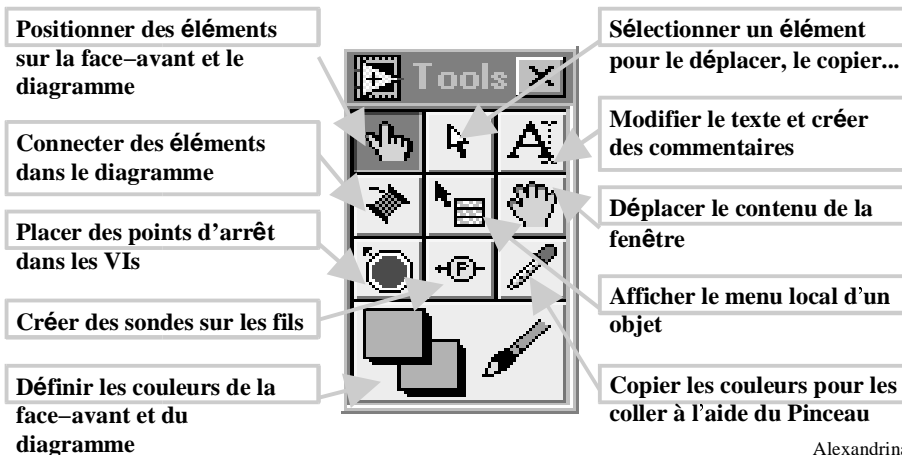 Positionner des éléments
sur la face-avant et le
diagramme
Connecter des éléments
dans le diagramme
Placer des points d'arrêt
dans les VIs
Créer des sondes sur les fils
Définir les couleurs de la
face-avant et du
diagramme
Tools
A
P
Sélectionner un élément
pour le déplacer, le copier...
Modifier le texte et créer
des commentaires
Déplacer le contenu de la
fenêtre
Afficher le menu local d'un
objet
Copier les couleurs pour les
coller à l'aide du Pinceau
Alexandrina